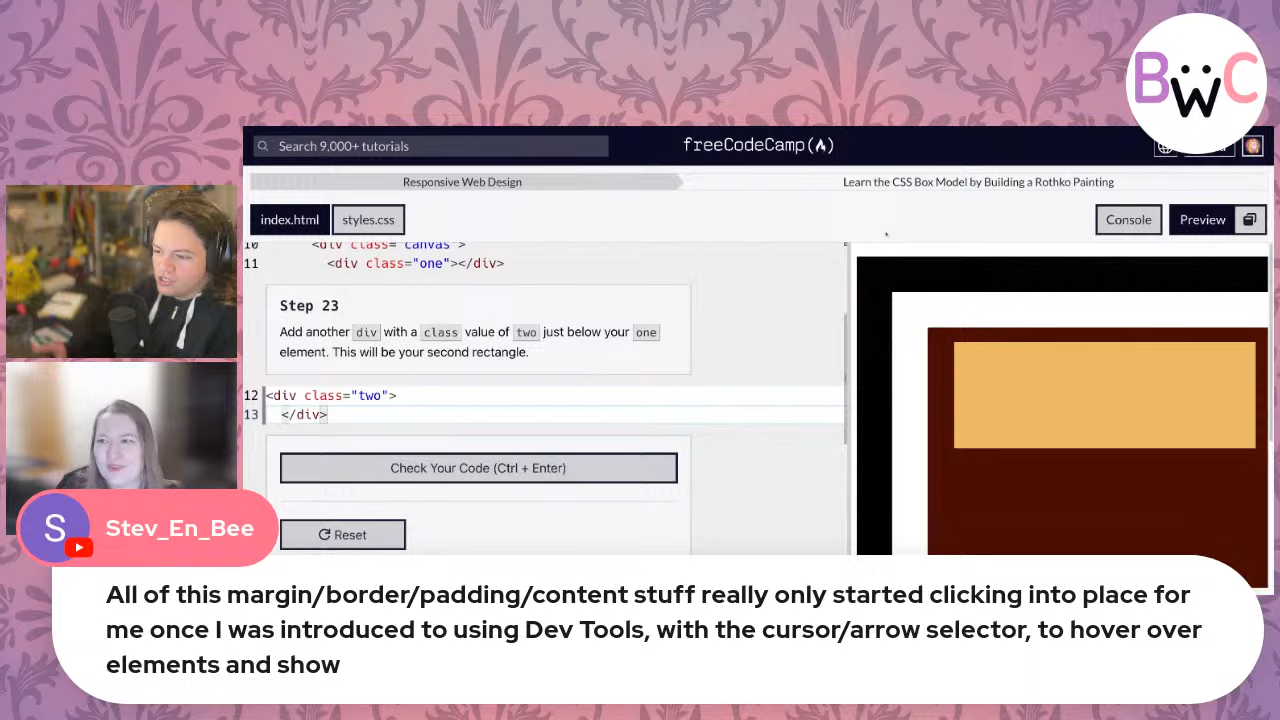 BWC
Search 9,000+ tutorials
freeCodeCamp
Responsive Web Design
Learn the CSS Box Model by Building a Rothko Painting
index.html
styles.css
Console
Preview
10 <div class="canvas">
11 <div class="one"></div>
Step 23
Add another div with a class value of two just below your one
element. This will be your second rectangle.
12 <div class="two">
13 </div>
Check Your Code (Ctrl + Enter)
Reset
S
Stev_En_Bee
All of this margin/border/padding/content stuff really only started clicking into place for
me once I was introduced to using Dev Tools, with the cursor/arrow selector, to hover over
elements and show